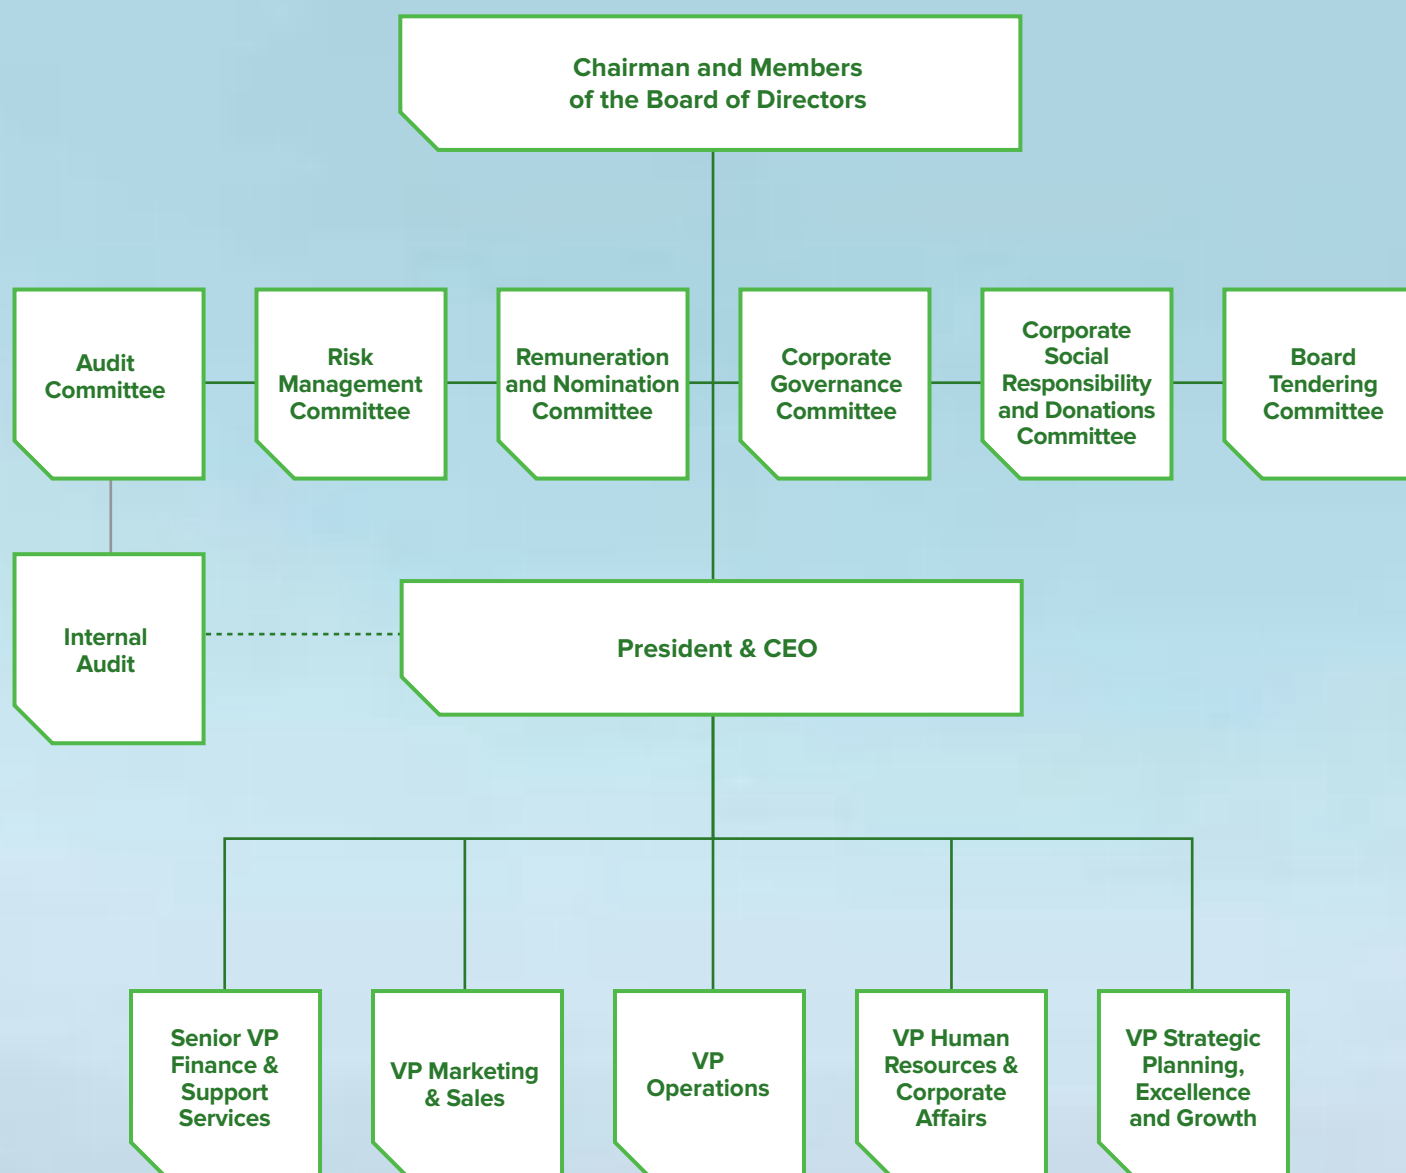 Chairman and Members
of the Board of Directors
Audit
Committee
Risk
Management
Committee
Remuneration
and Nomination
Committee
Corporate
Governance
Committee
Corporate
Social
Responsibility
and Donations
Committee
Board
Tendering
Committee
Internal
Audit
President & CEO
Senior VP
Finance &
Support
Services
VP Marketing
& Sales
VP
Operations
VP Human
Resources &
Corporate
Affairs
VP Strategic
Planning,
Excellence
and Growth